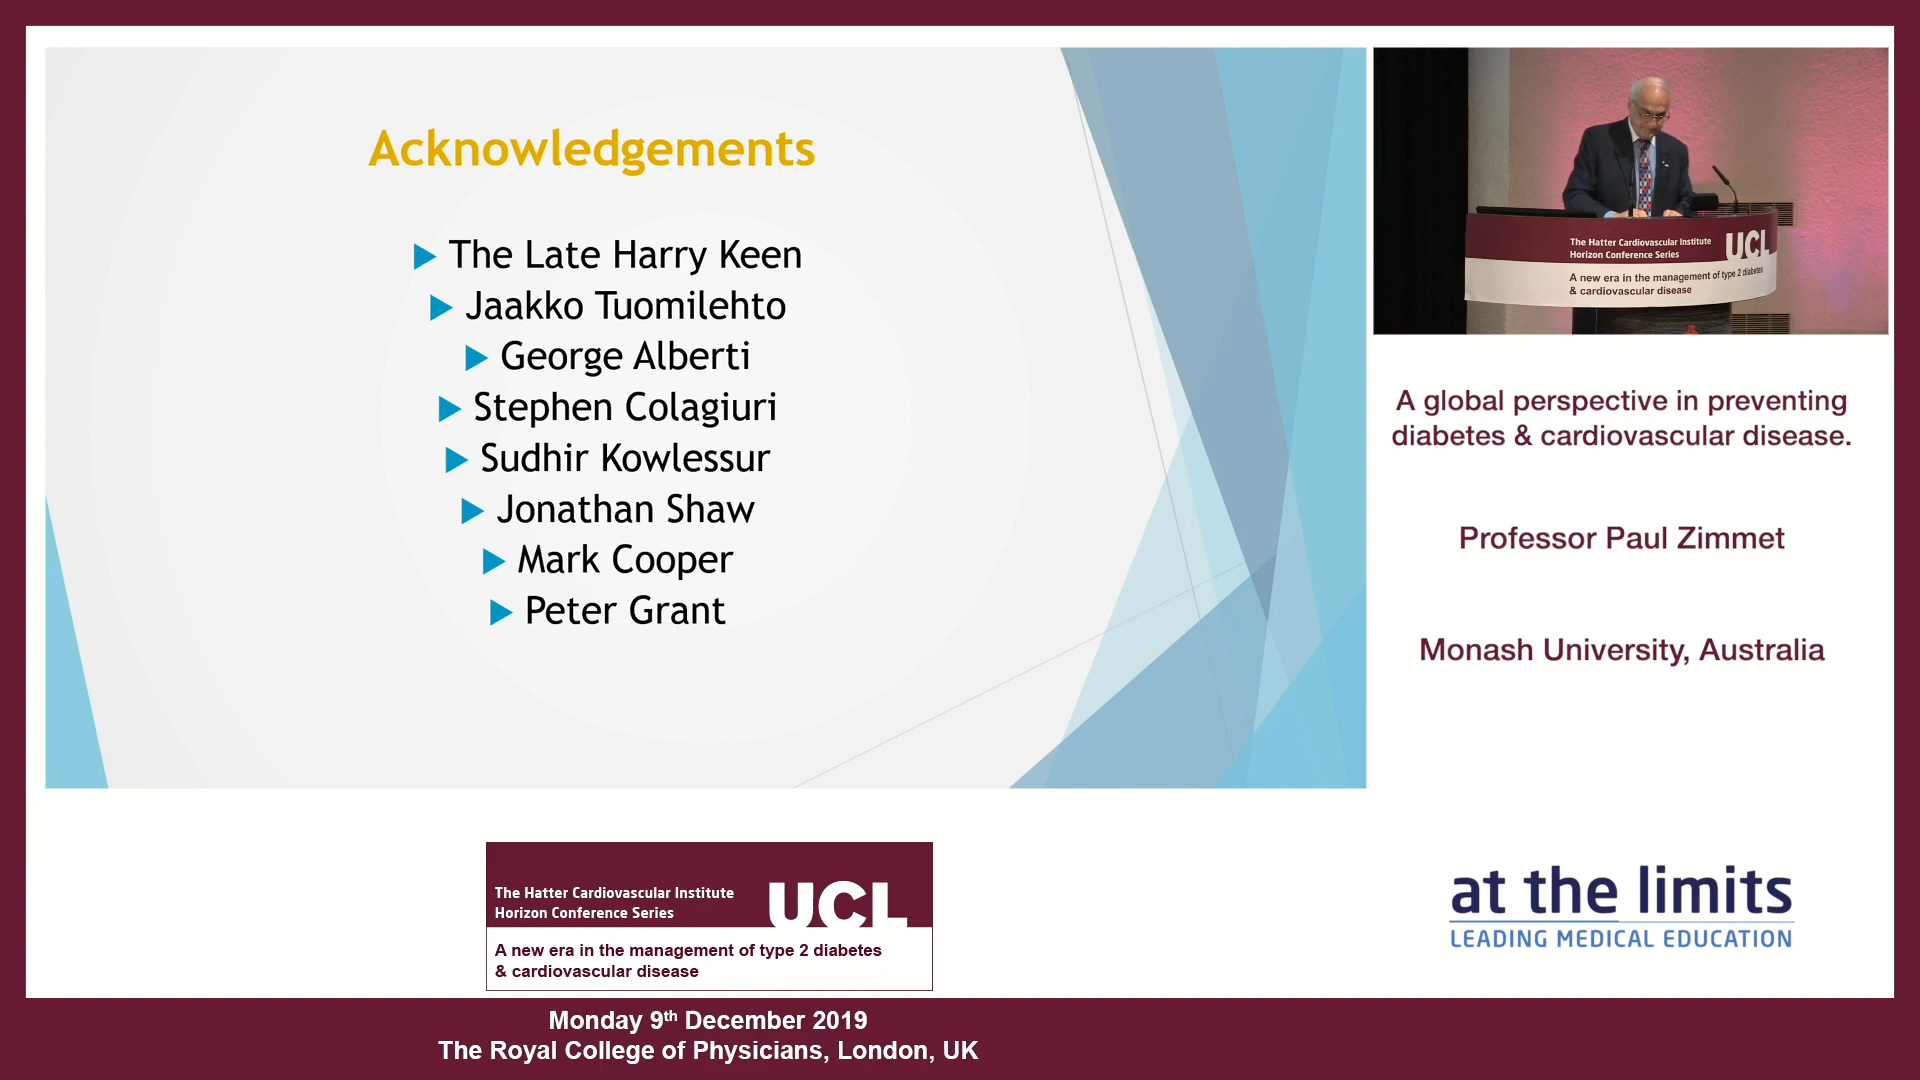 Acknowledgements
The Late Harry Keen
Jaakko Tuomilehto
George Alberti
Stephen Colagiuri
Sudhir Kowlessur
Jonathan Shaw
Mark Cooper
Peter Grant
The Hatter Cardiovascular Institute
Horizon Conference Series
UCL
A new era in the management of type 2 diabetes
& cardiovascular disease
A global perspective in preventing
diabetes & cardiovascular disease.
Professor Paul Zimmet
Monash University, Australia
The Hatter Cardiovascular Institute
Horizon Conference Series
UCL
A new era in the management of type 2 diabetes
& cardiovascular disease
at the limits
LEADING MEDICAL EDUCATION
Monday 9th December 2019
The Royal College of Physicians, London, UK